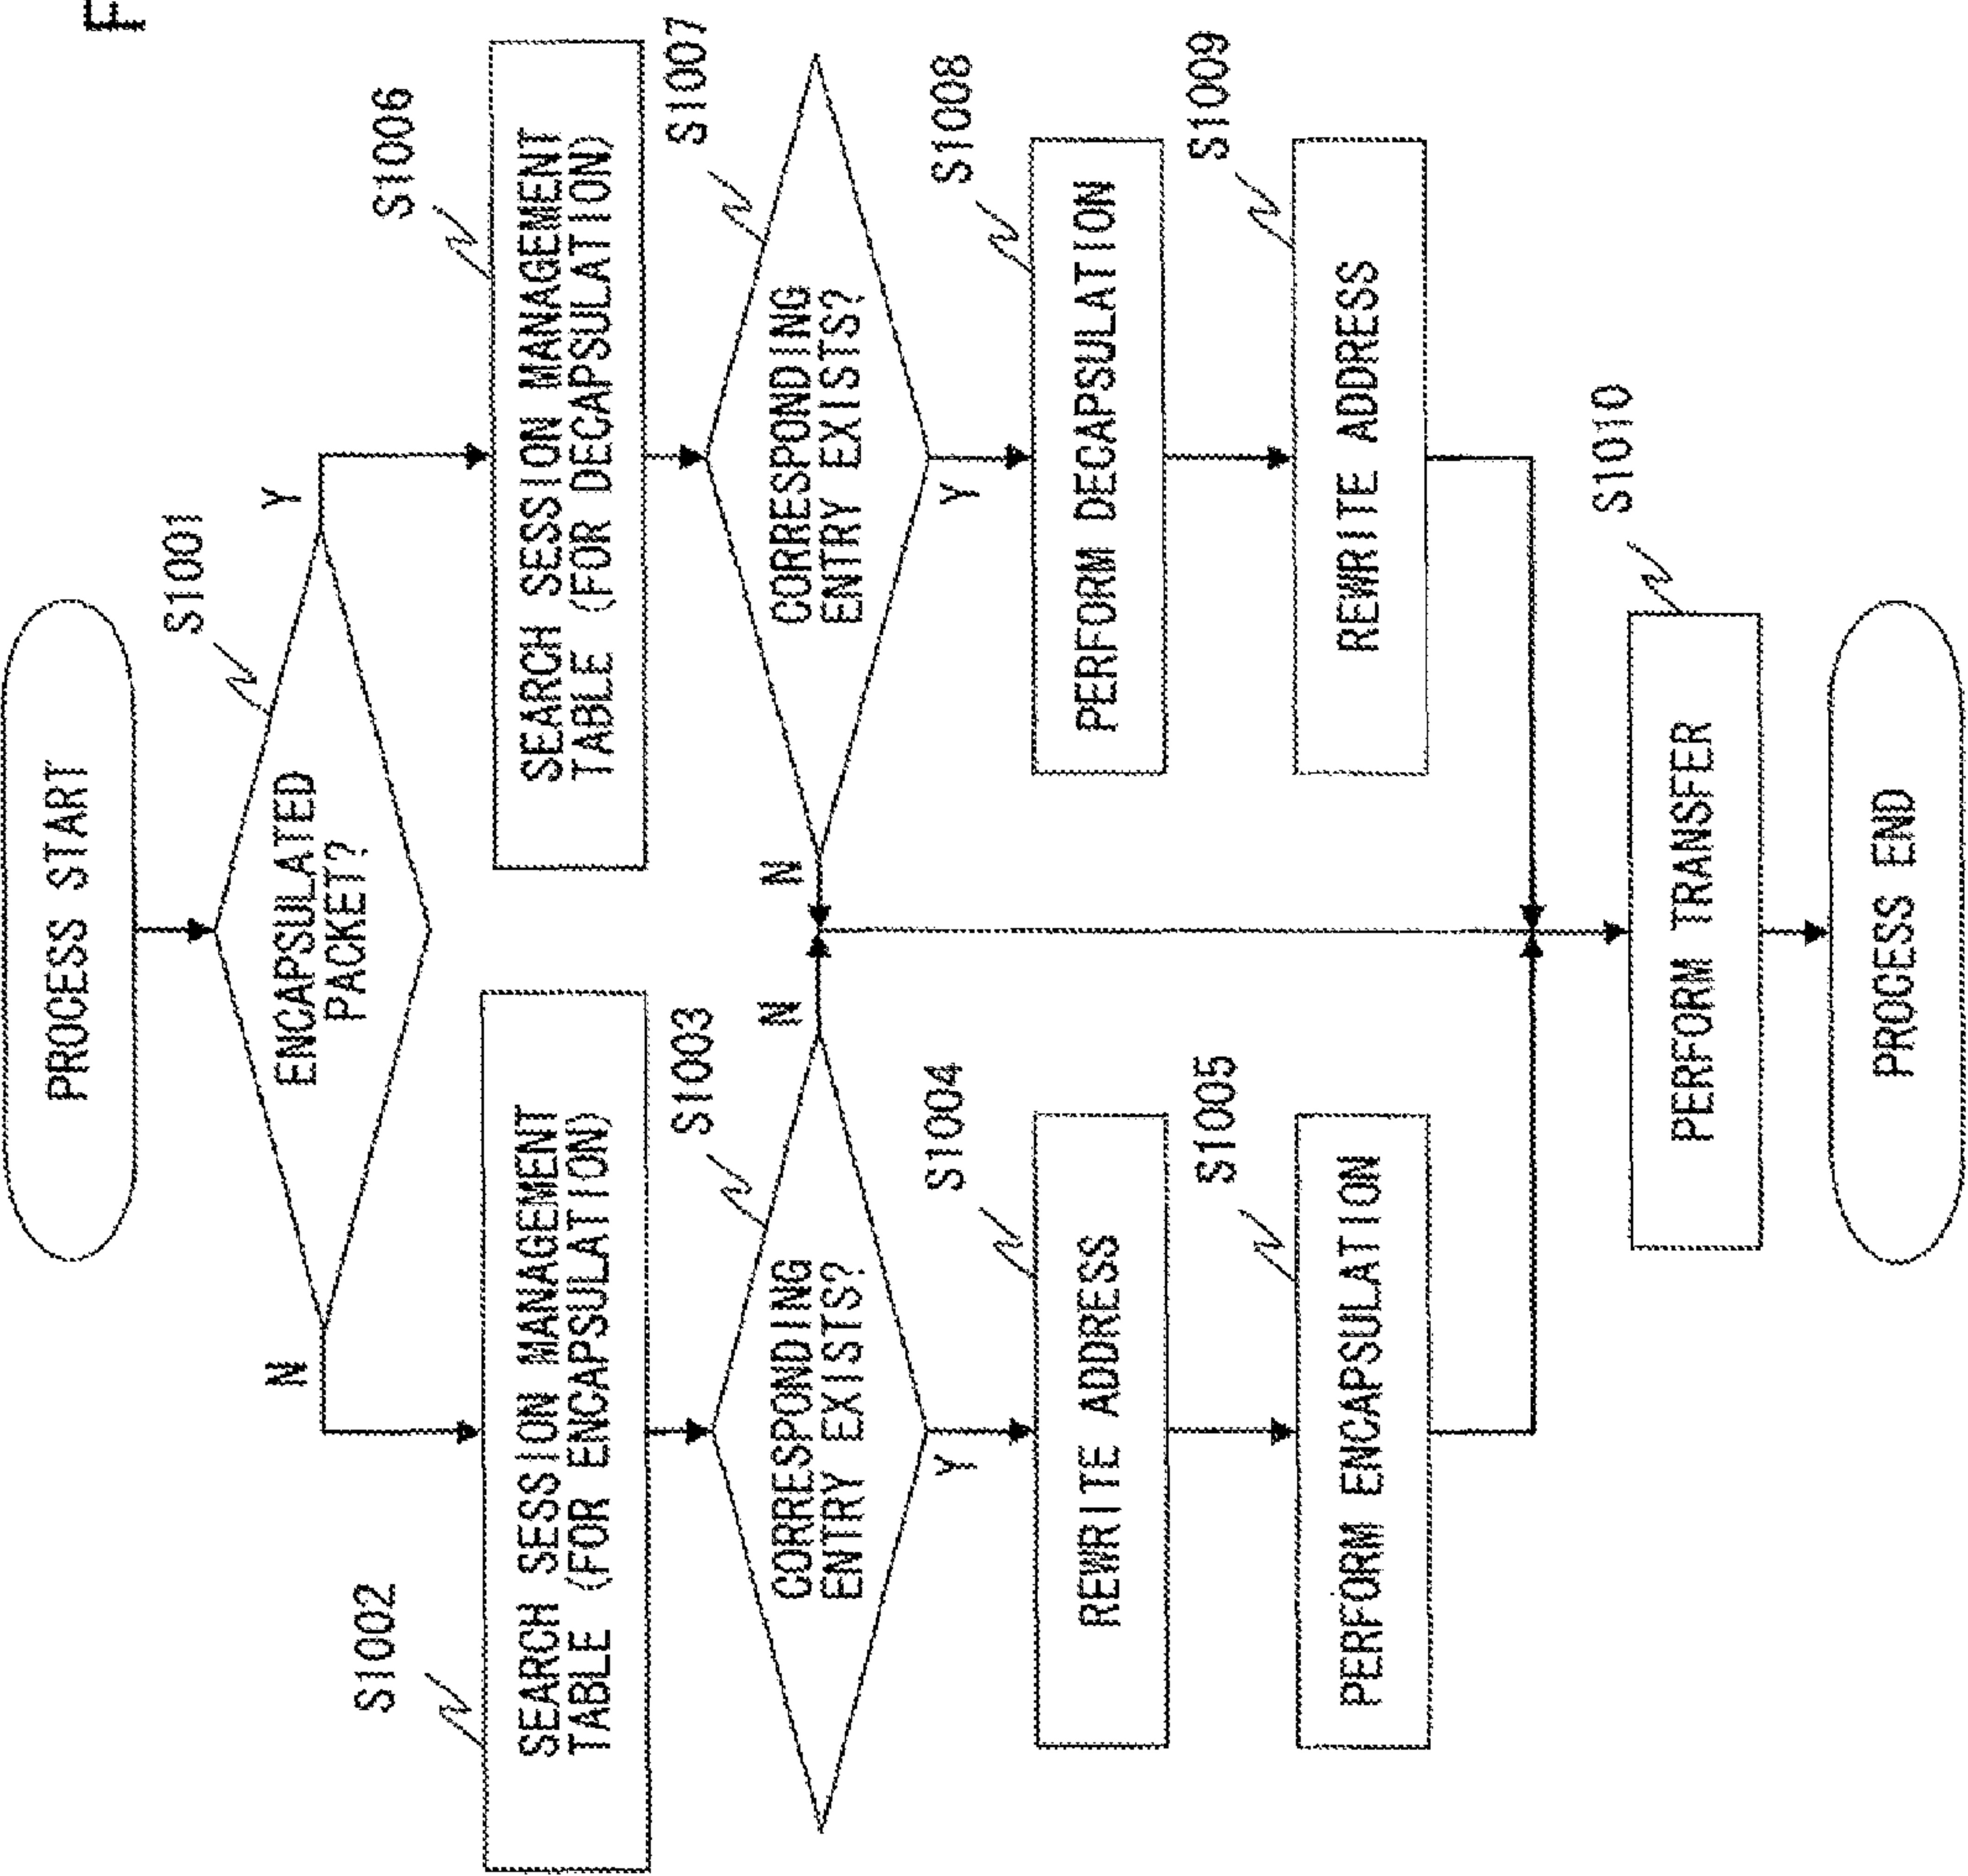 F
PROCESS START
S1001
ENCAPSULATED
PACKET?
N
Y
S1002
SEARCH SESSION MANAGEMENT
TABLE (FOR ENCAPSULATION)
S1006
SEARCH SESSION MANAGEMENT
TABLE (FOR DECAPSULATION)
S1003
CORRESPONDING
ENTRY EXISTS?
N
Y
S1007
CORRESPONDING
ENTRY EXISTS?
N
Y
S1004
REWRITE ADDRESS
S1008
PERFORM DECAPSULATION
S1005
PERFORM ENCAPSULATION
S1009
REWRITE ADDRESS
S1010
PERFORM TRANSFER
PROCESS END